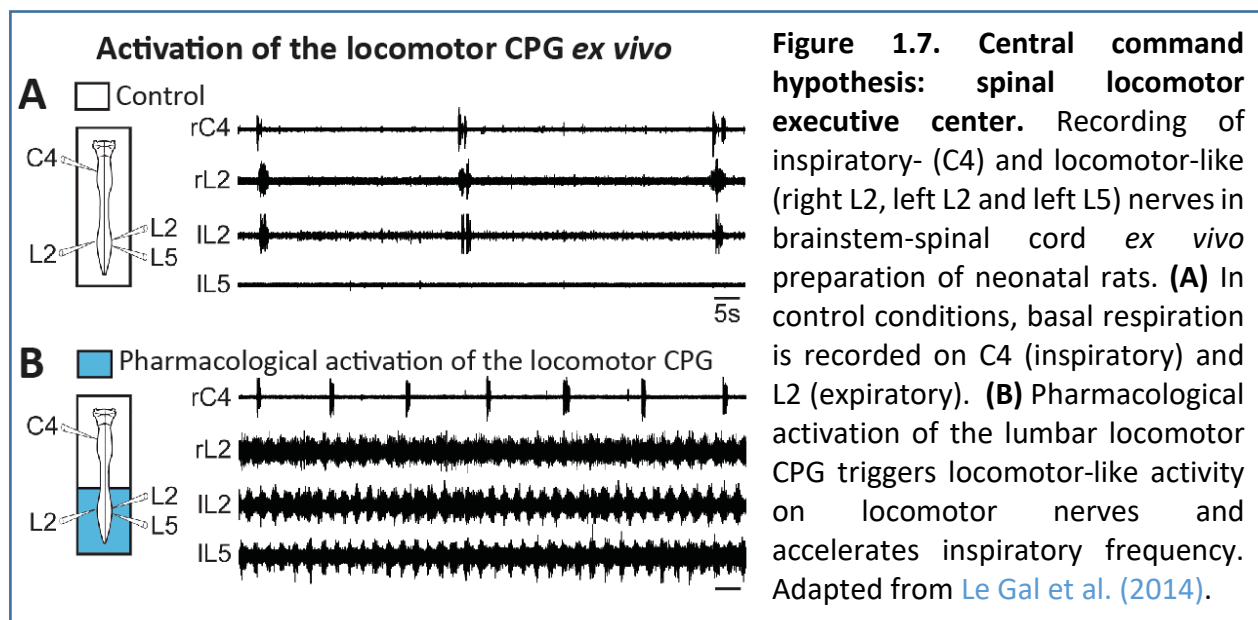 Activation of the locomotor CPG ex vivo
A
Control
C4
L2
L2
L5
rC4
rL2
lL2
lL5
5s
B
Pharmacological activation of the locomotor CPG
C4
L2
L2
L5
rC4
rL2
lL2
lL5
Figure 1.7. Central command
hypothesis: spinal locomotor
executive center. Recording of
inspiratory- (C4) and locomotor-like
(right L2, left L2 and left L5) nerves in
brainstem-spinal cord ex vivo
preparation of neonatal rats. (A) In
control conditions, basal respiration
is recorded on C4 (inspiratory) and
L2 (expiratory). (B) Pharmacological
activation of the lumbar locomotor
CPG triggers locomotor-like activity
on locomotor nerves and
accelerates inspiratory frequency.
Adapted from Le Gal et al. (2014).